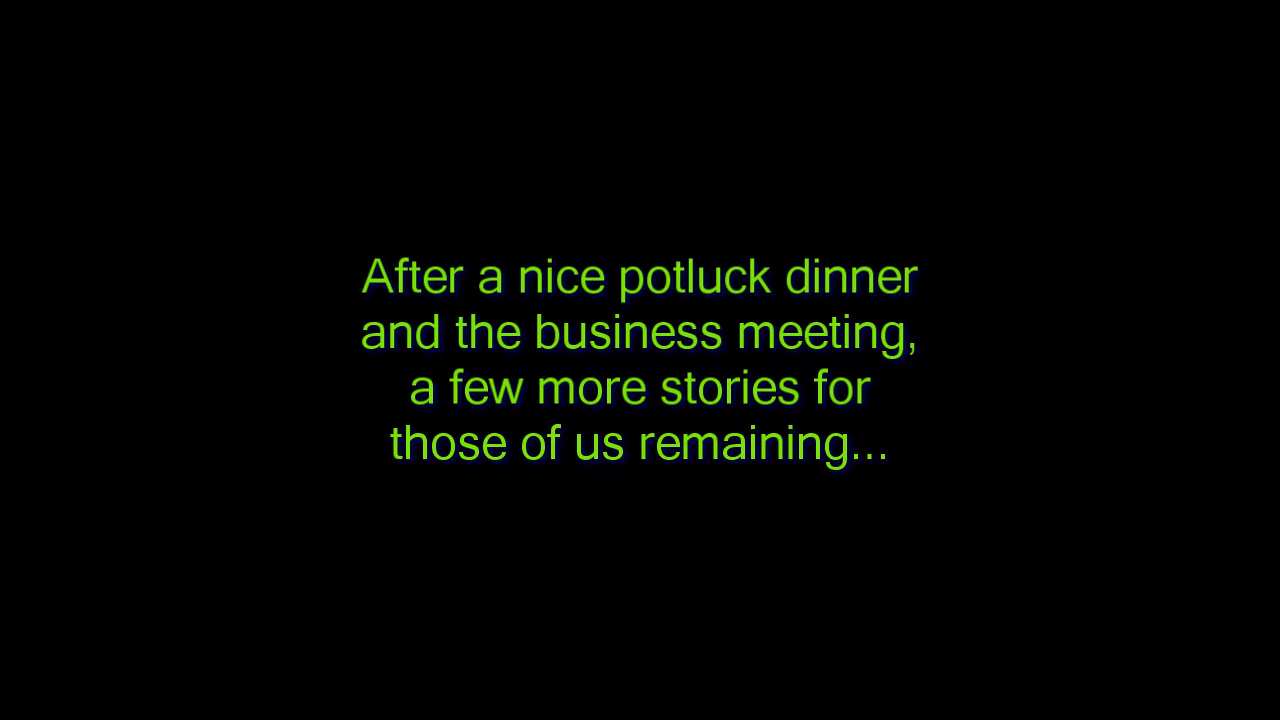 After a nice potluck dinner
and the business meeting,
a few more stories for
those of us remaining...